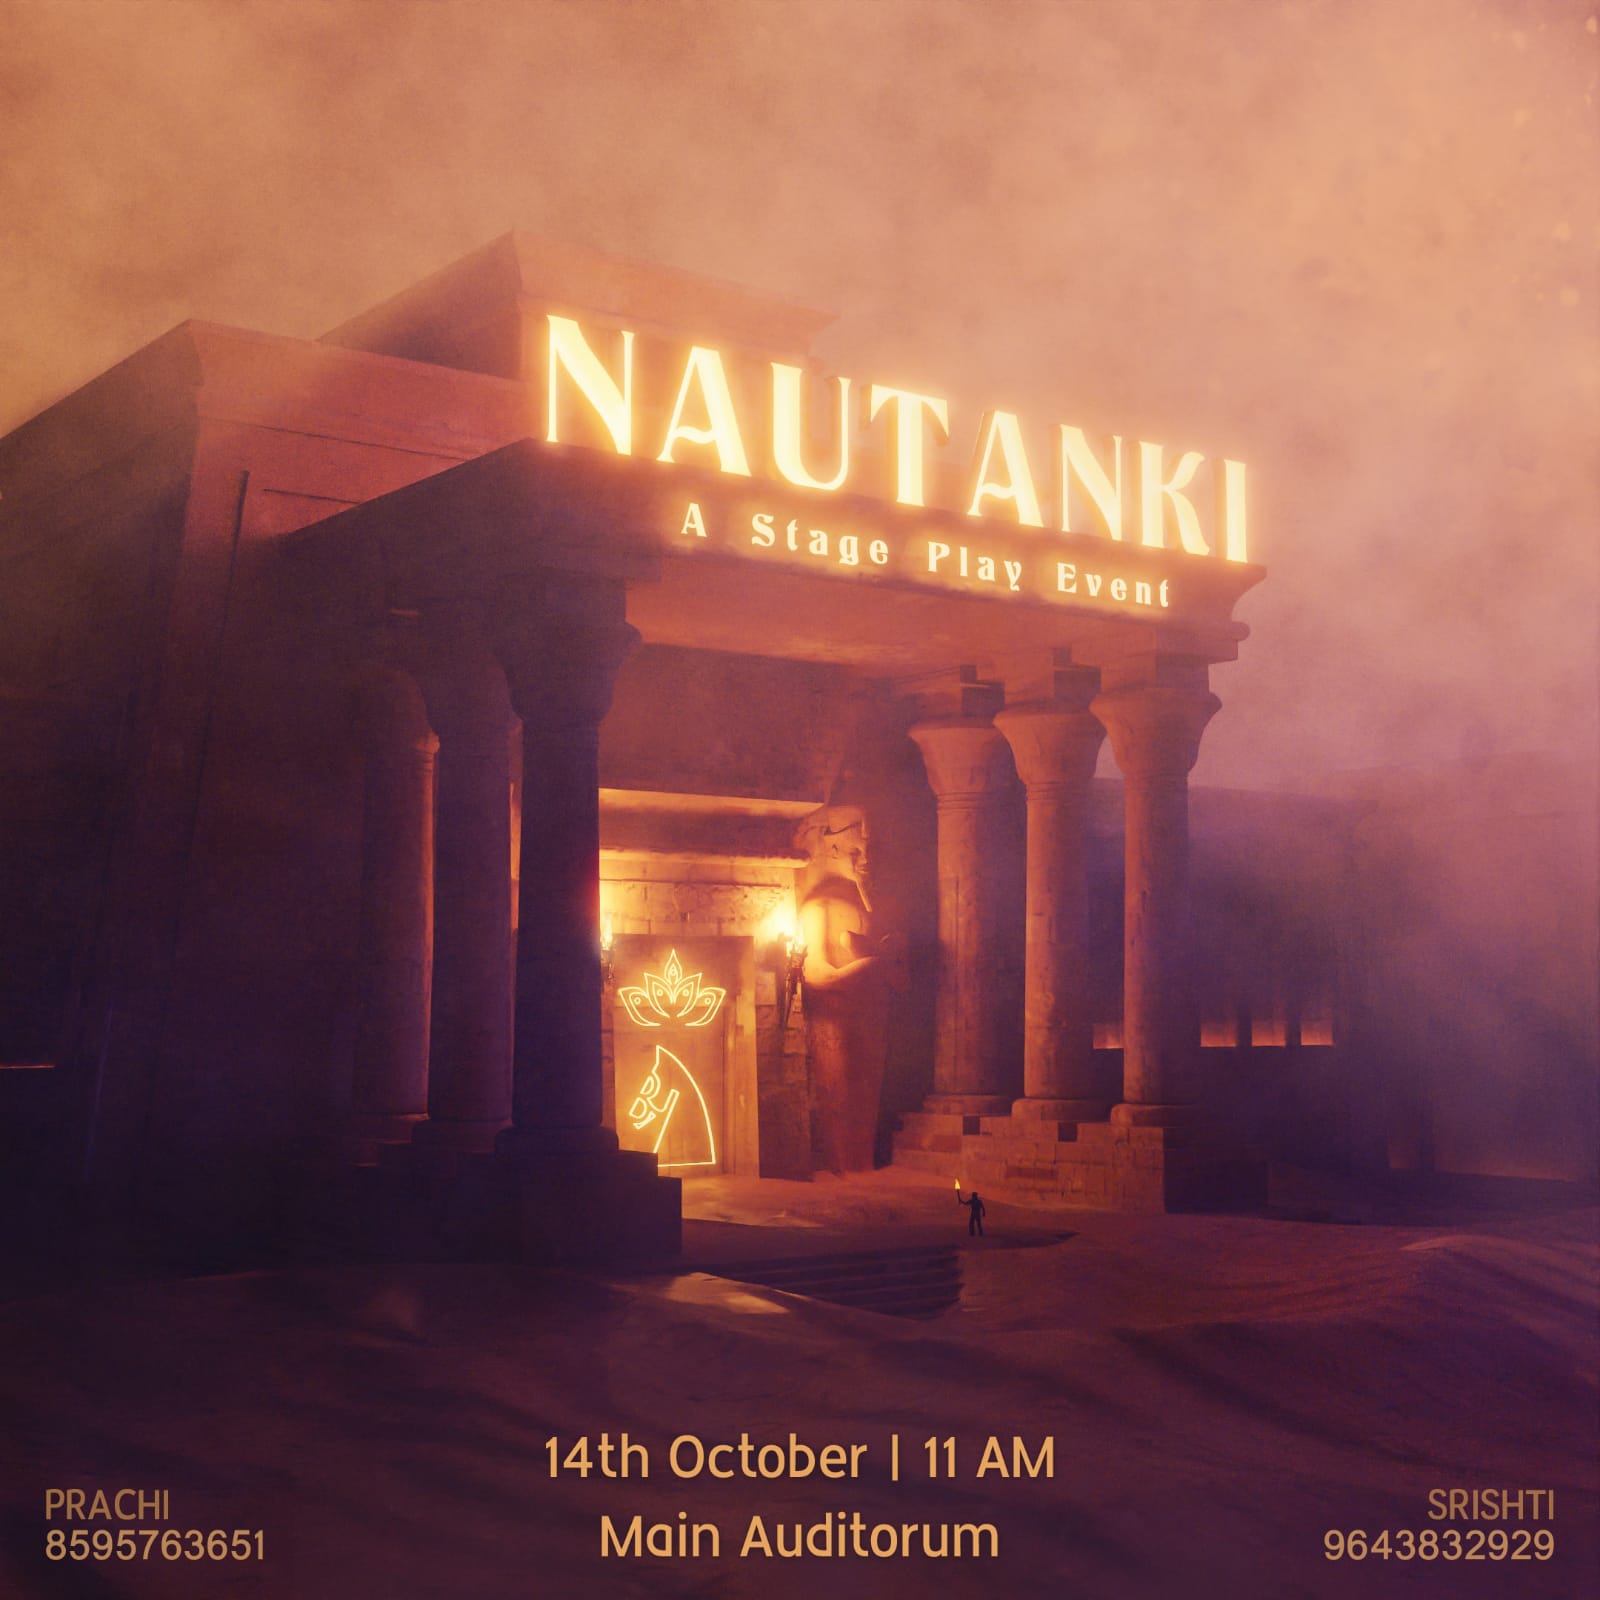 NAUTANKI
A Stage Play Event
14th October | 11 AM
Main Auditorum
PRACHI
8595763651
SRISHTI
9643832929